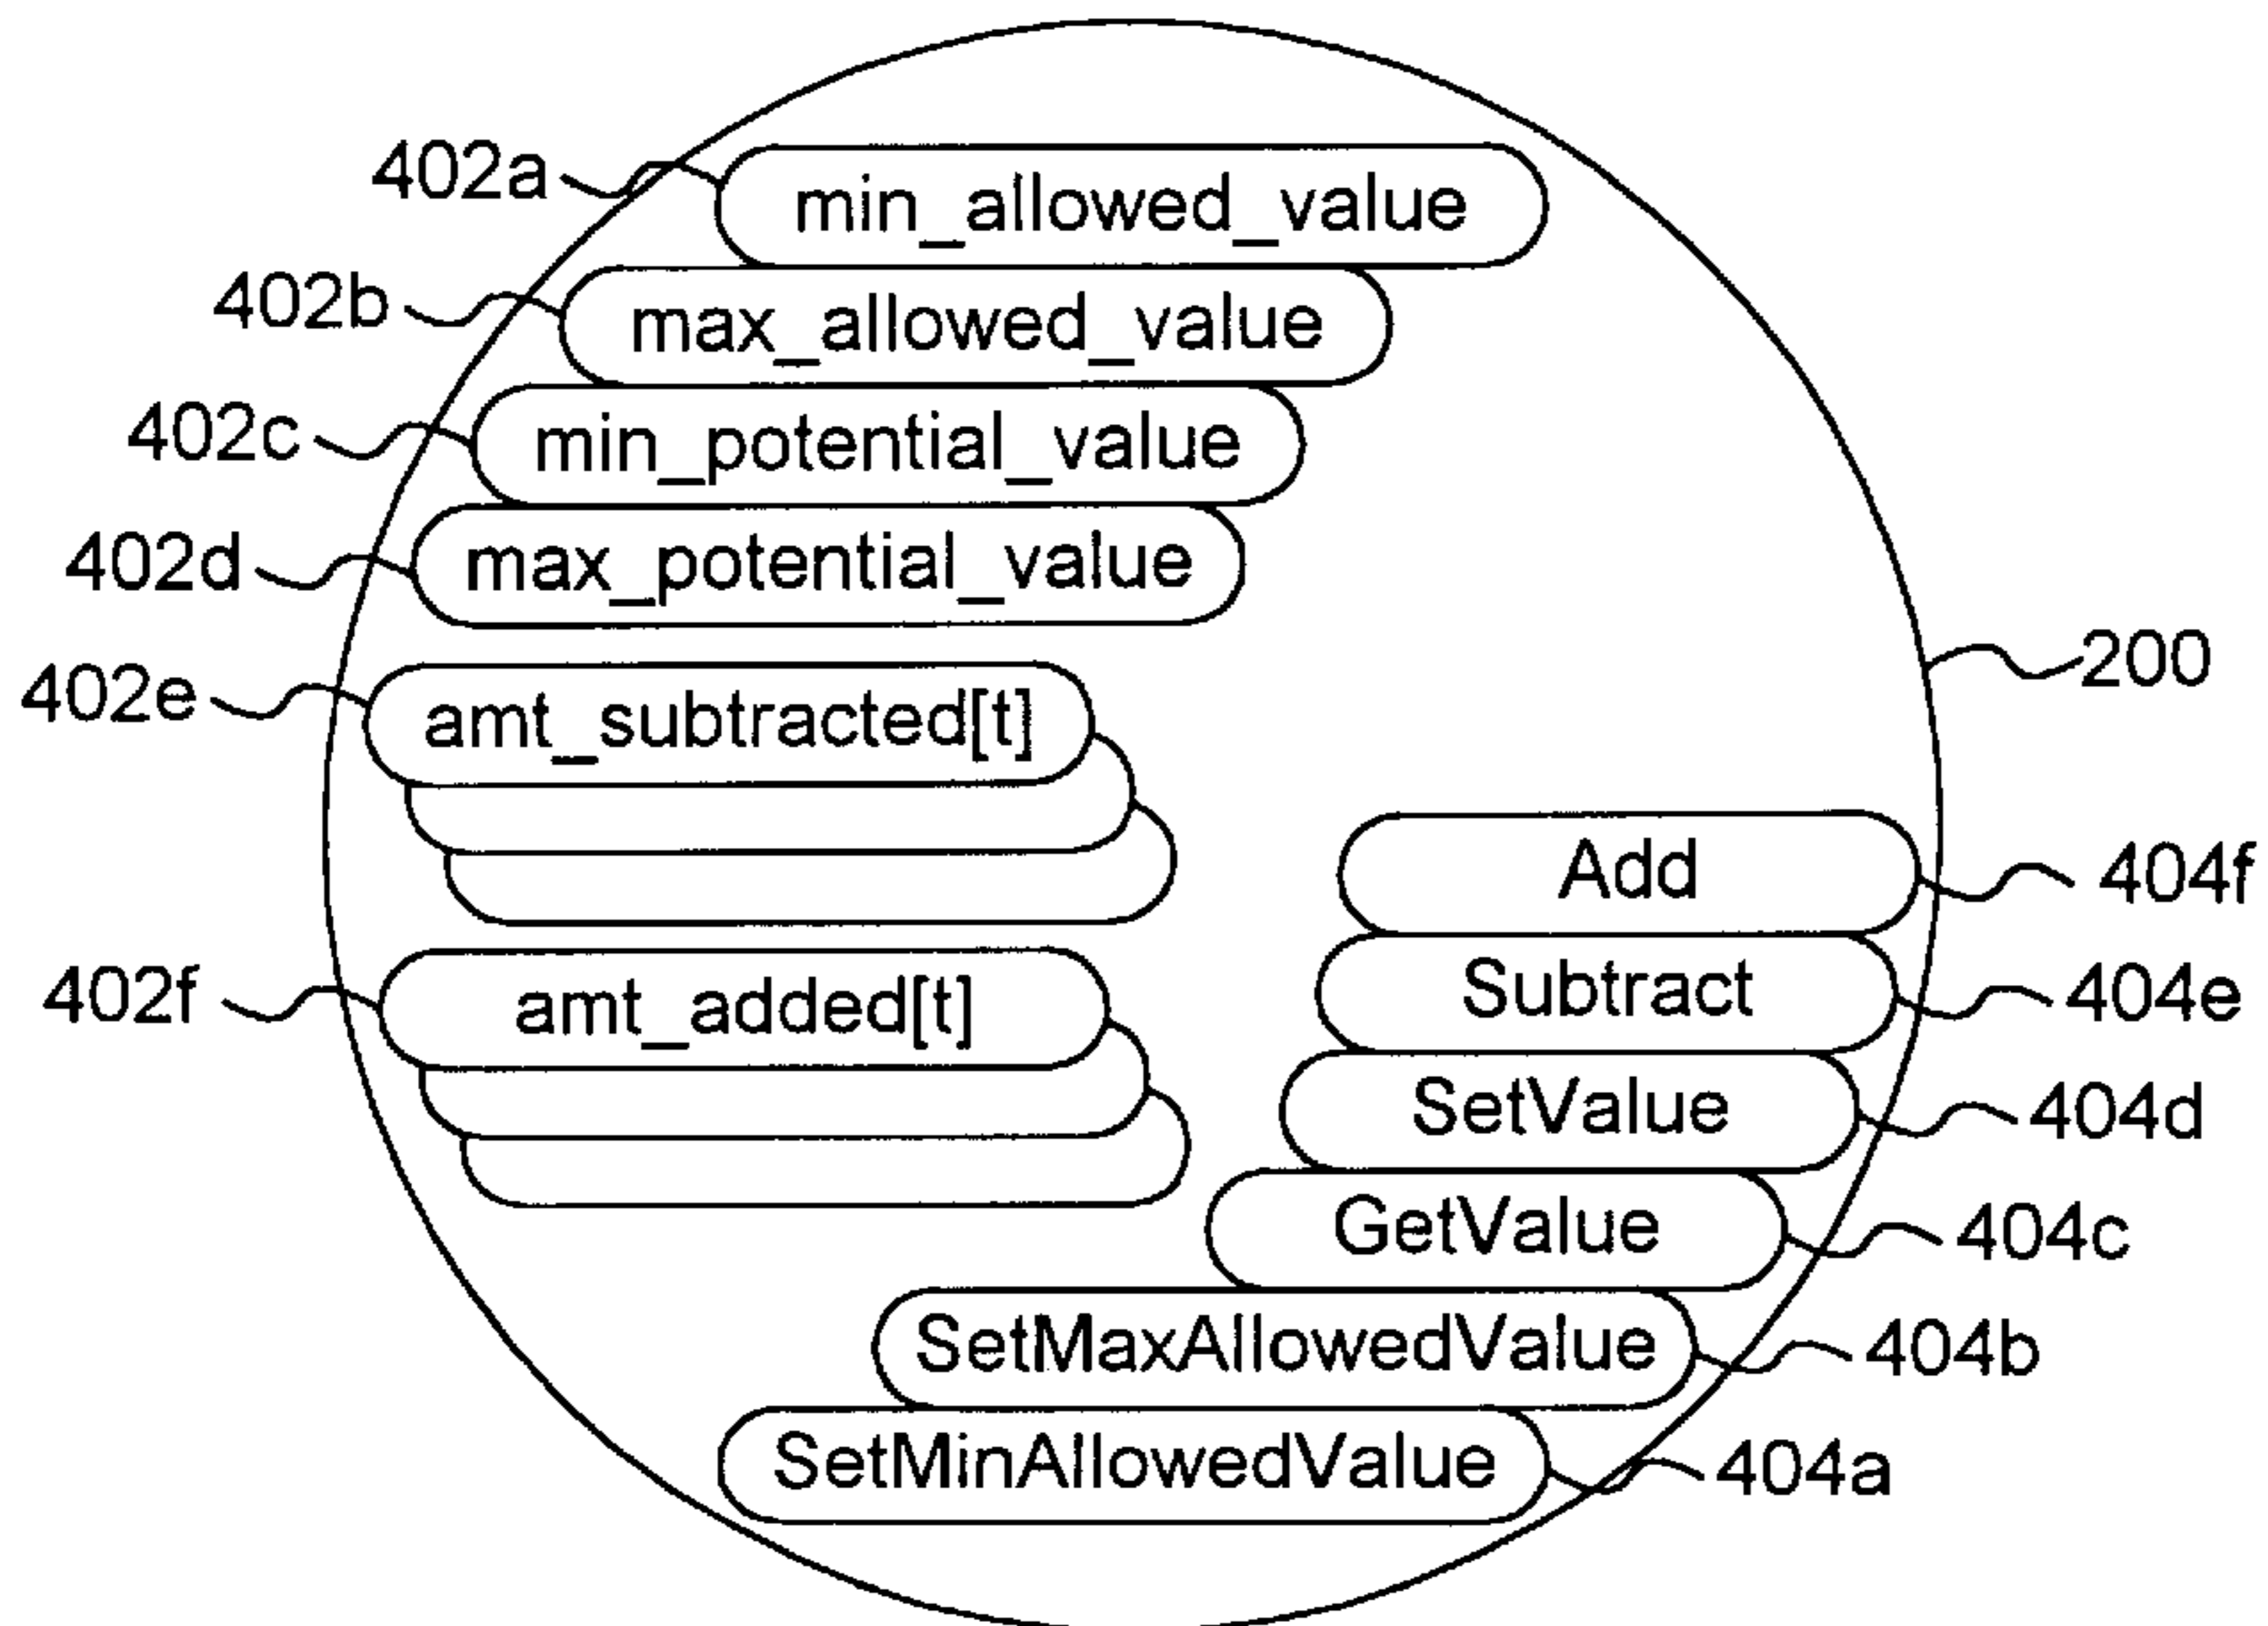 402a min_allowed_value
402b max_allowed_value
402c min_potential_value
402d max_potential_value
200
402e amt_subtracted[t]
Add 404f
402f amt_added[t]
Subtract 404e
SetValue 404d
GetValue 404c
SetMaxAllowedValue 404b
SetMinAllowedValue 404a